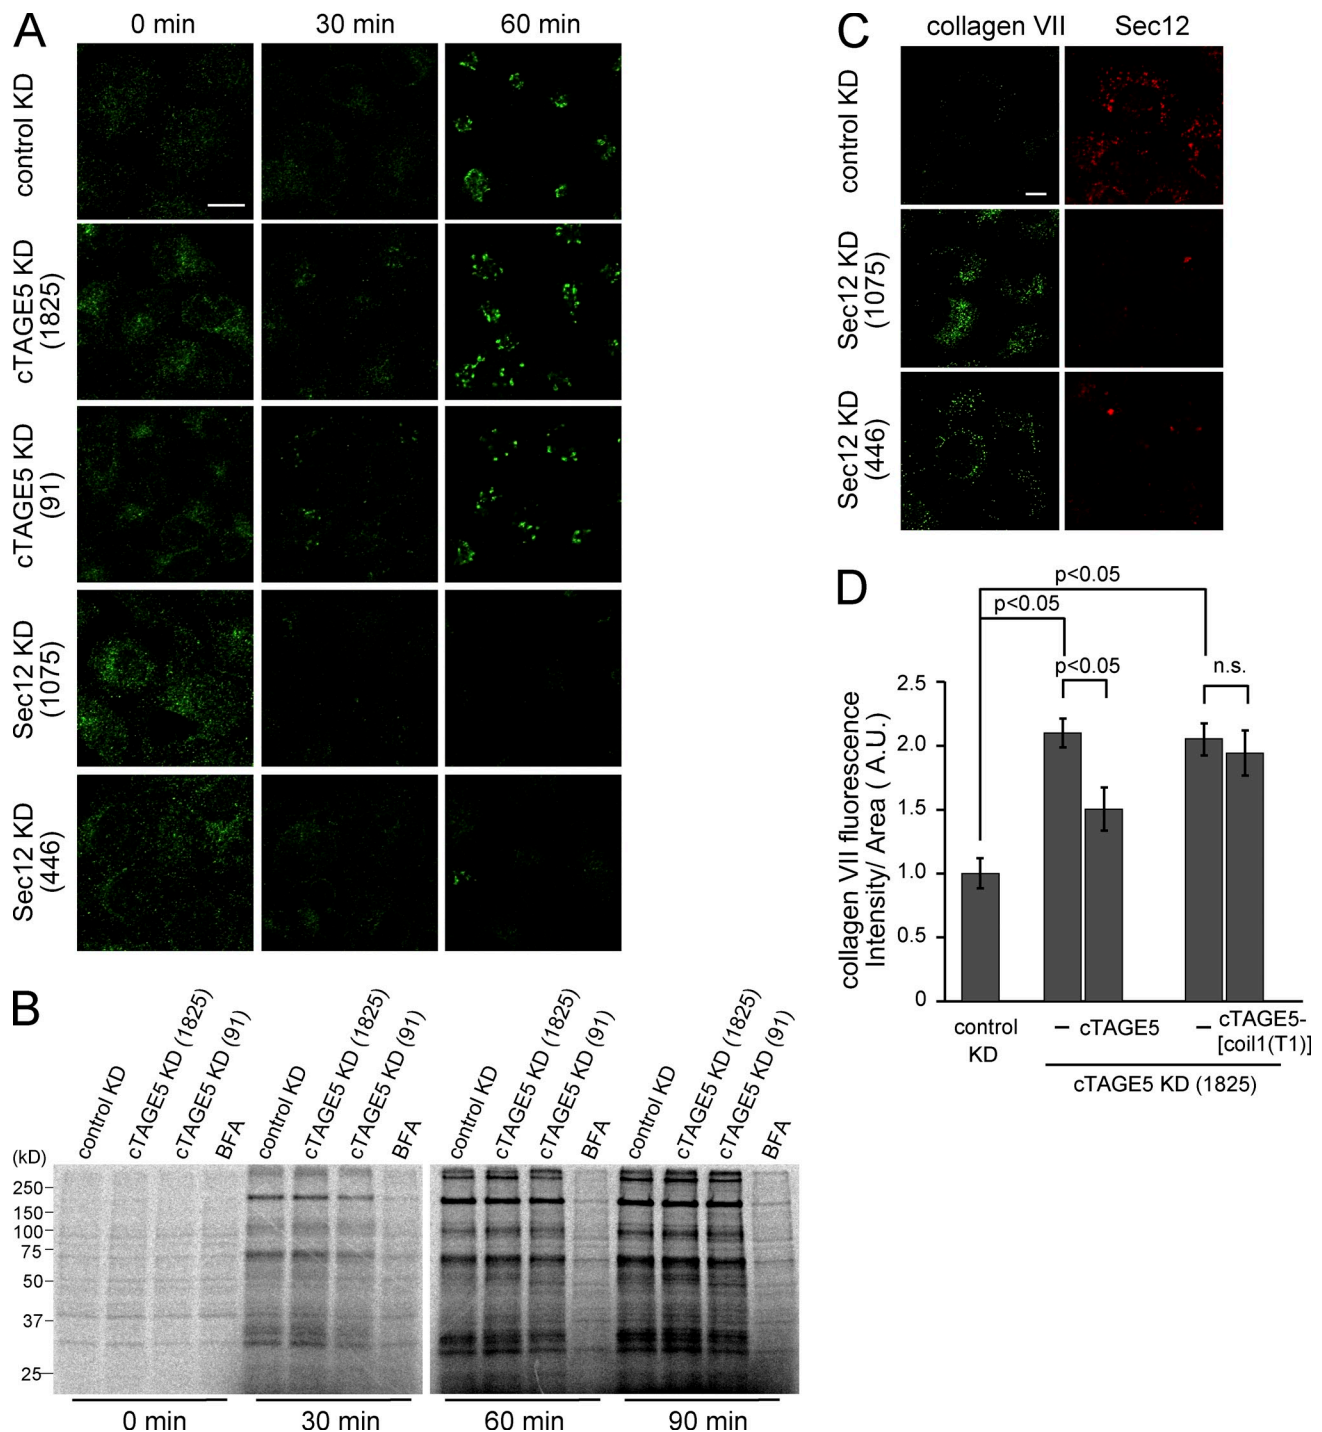 A
0 min
30 min
60 min
control KD
cTAGE5 KD
(1825)
cTAGE5 KD
(91)
Sec12 KD
(1075)
Sec12 KD
(446)
B
control KD
cTAGE5 KD (1825)
cTAGE5 KD (91)
BFA
control KD
cTAGE5 KD (1825)
cTAGE5 KD (91)
BFA
control KD
cTAGE5 KD (1825)
cTAGE5 KD (91)
BFA
control KD
cTAGE5 KD (1825)
cTAGE5 KD (91)
BFA
(kD)
250
150
100
75
50
37
25
0 min
30 min
60 min
90 min
C
collagen VII
Sec12
control KD
Sec12 KD
(1075)
Sec12 KD
(446)
D
p<0.05
p<0.05
p<0.05
n.s.
collagen VII fluorescence
Intensity/ Area ( A.U.)
2.5
2.0
1.5
1.0
0.5
0
control
KD
– cTAGE5
– cTAGE5-
[coil1(T1)]
cTAGE5 KD (1825)